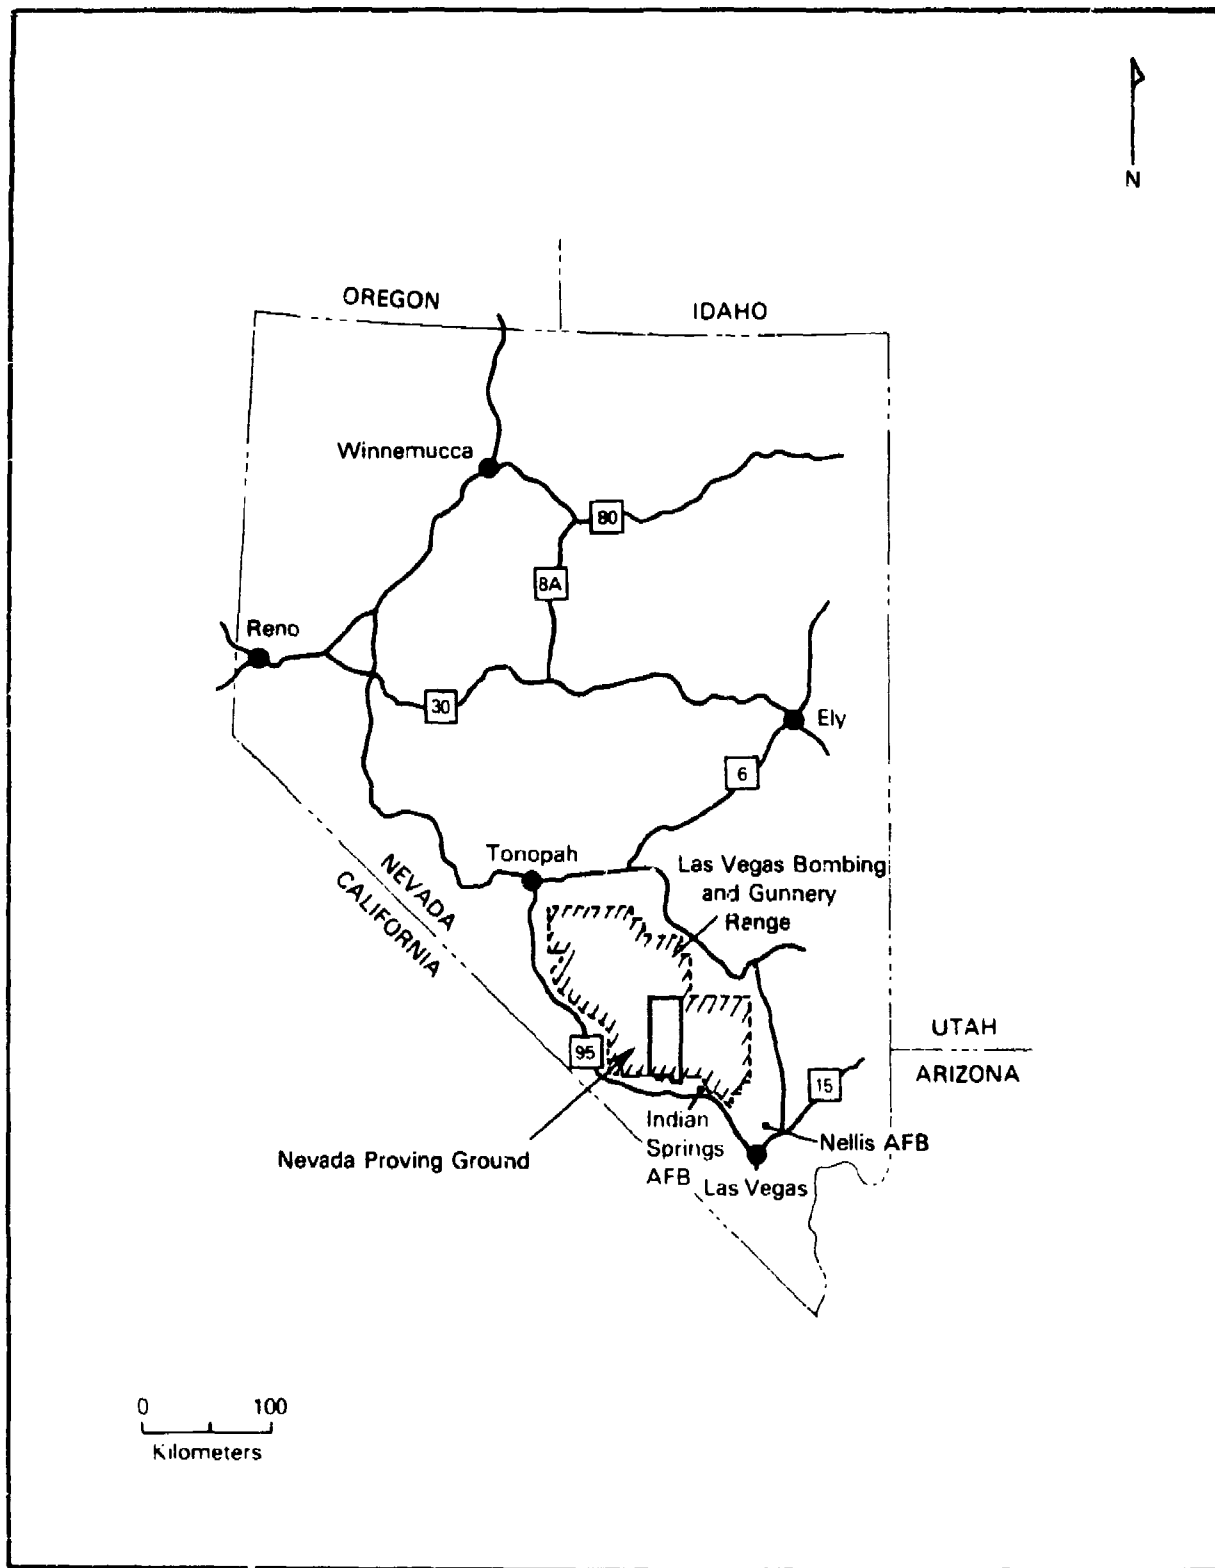 N
OREGON
IDAHO
Winnemucca
80
8A
Reno
30
Ely
6
NEVADA
CALIFORNIA
Tonopah
Las Vegas Bombing
and Gunnery
Range
95
UTAH
ARIZONA
15
Indian
Springs
AFB
Nellis AFB
Nevada Proving Ground
Las Vegas
0 100
Kilometers